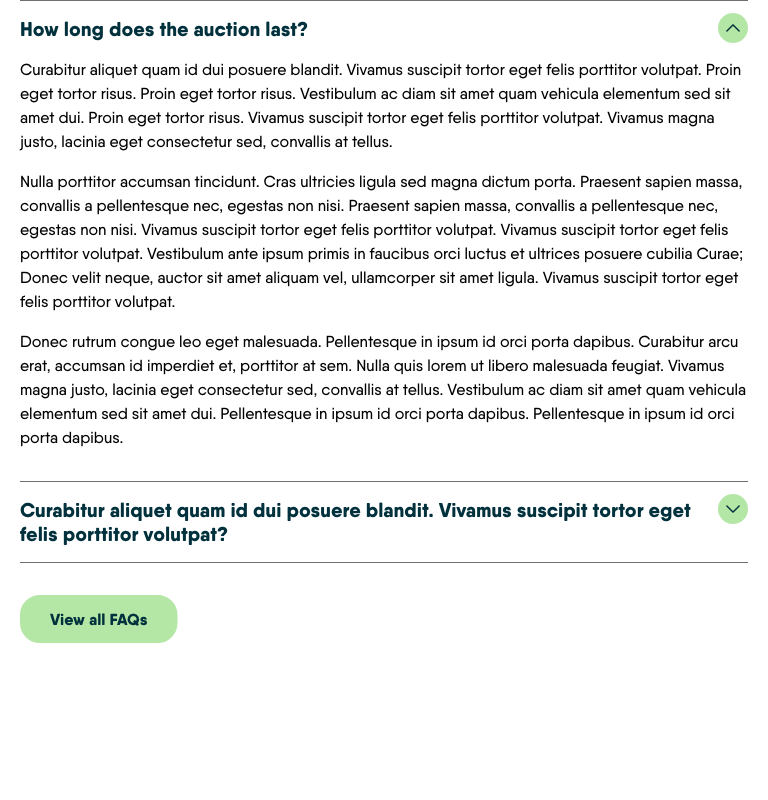 How long does the auction last?
Curabitur aliquet quam id dui posuere blandit. Vivamus suscipit tortor eget felis porttitor volutpat. Proin
eget tortor risus. Proin eget tortor risus. Vestibulum ac diam sit amet quam vehicula elementum sed sit
amet dui. Proin eget tortor risus. Vivamus suscipit tortor eget felis porttitor volutpat. Vivamus magna
justo, lacinia eget consectetur sed, convallis at tellus.
Nulla porttitor accumsan tincidunt. Cras ultricies ligula sed magna dictum porta. Praesent sapien massa,
convallis a pellentesque nec, egestas non nisi. Praesent sapien massa, convallis a pellentesque nec,
egestas non nisi. Vivamus suscipit tortor eget felis porttitor volutpat. Vivamus suscipit tortor eget felis
porttitor volutpat. Vestibulum ante ipsum primis in faucibus orci luctus et ultrices posuere cubilia Curae;
Donec velit neque, auctor sit amet aliquam vel, ullamcorper sit amet ligula. Vivamus suscipit tortor eget
felis porttitor volutpat.
Donec rutrum congue leo eget malesuada. Pellentesque in ipsum id orci porta dapibus. Curabitur arcu
erat, accumsan id imperdiet et, porttitor at sem. Nulla quis lorem ut libero malesuada feugiat. Vivamus
magna justo, lacinia eget consectetur sed, convallis at tellus. Vestibulum ac diam sit amet quam vehicula
elementum sed sit amet dui. Pellentesque in ipsum id orci porta dapibus. Pellentesque in ipsum id orci
porta dapibus.
Curabitur aliquet quam id dui posuere blandit. Vivamus suscipit tortor eget
felis porttitor volutpat?
View all FAQs